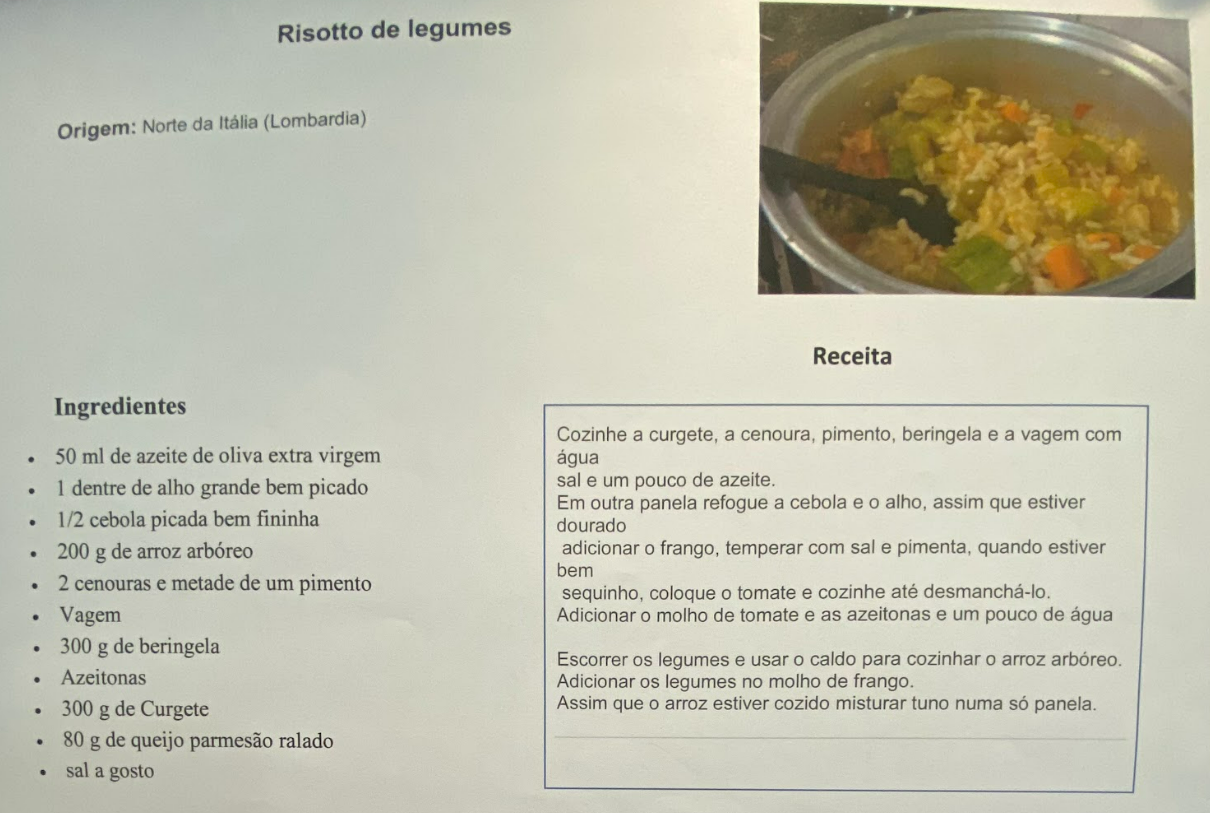 Risotto de legumes
Origem: Norte da Itália (Lombardia)
Ingredientes
• 50 ml de azeite de oliva extra virgem
• 1 dentre de alho grande bem picado
• 1/2 cebola picada bem fininha
• 200 g de arroz arbóreo
• 2 cenouras e metade de um pimento
• Vagem
• 300 g de beringela
• Azeitonas
• 300 g de Curgete
• 80 g de queijo parmesão ralado
• sal a gosto
Receita
Cozinhe a curgete, a cenoura, pimento, beringela e a vagem com
água
sal e um pouco de azeite.
Em outra panela refogue a cebola e o alho, assim que estiver
dourado
adicionar o frango, temperar com sal e pimenta, quando estiver
bem
sequinho, coloque o tomate e cozinhe até desmanchá-lo.
Adicionar o molho de tomate e as azeitonas e um pouco de água
Escorrer os legumes e usar o caldo para cozinhar o arroz arbóreo.
Adicionar os legumes no molho de frango.
Assim que o arroz estiver cozido misturar tuno numa só panela.